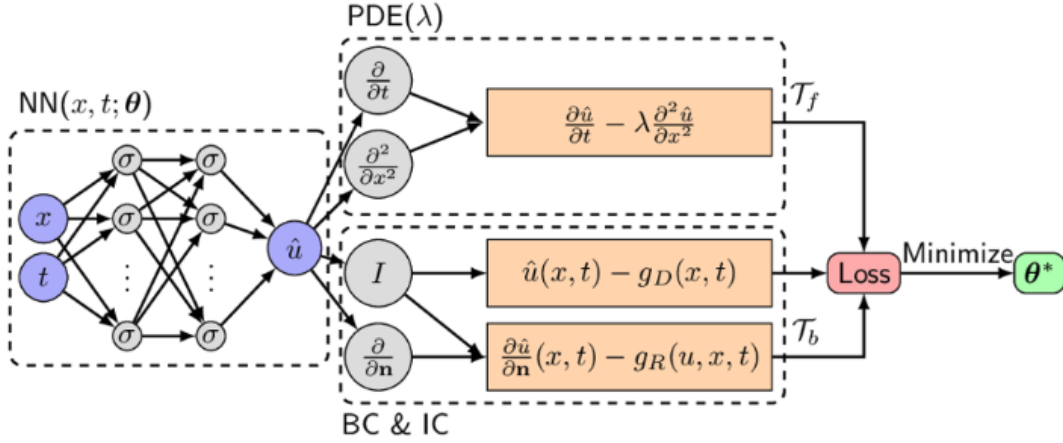 PDE(λ)
NN(x, t; θ)
∂/∂t
∂²/∂x²
∂û/∂t − λ ∂²û/∂x²
𝒯_f
x
t
σ
σ
σ
σ
⋮
⋮
σ
σ
û
I
û(x, t) − g_D(x, t)
Loss
Minimize
θ*
∂/∂n
∂û/∂n (x, t) − g_R(u, x, t)
𝒯_b
BC & IC